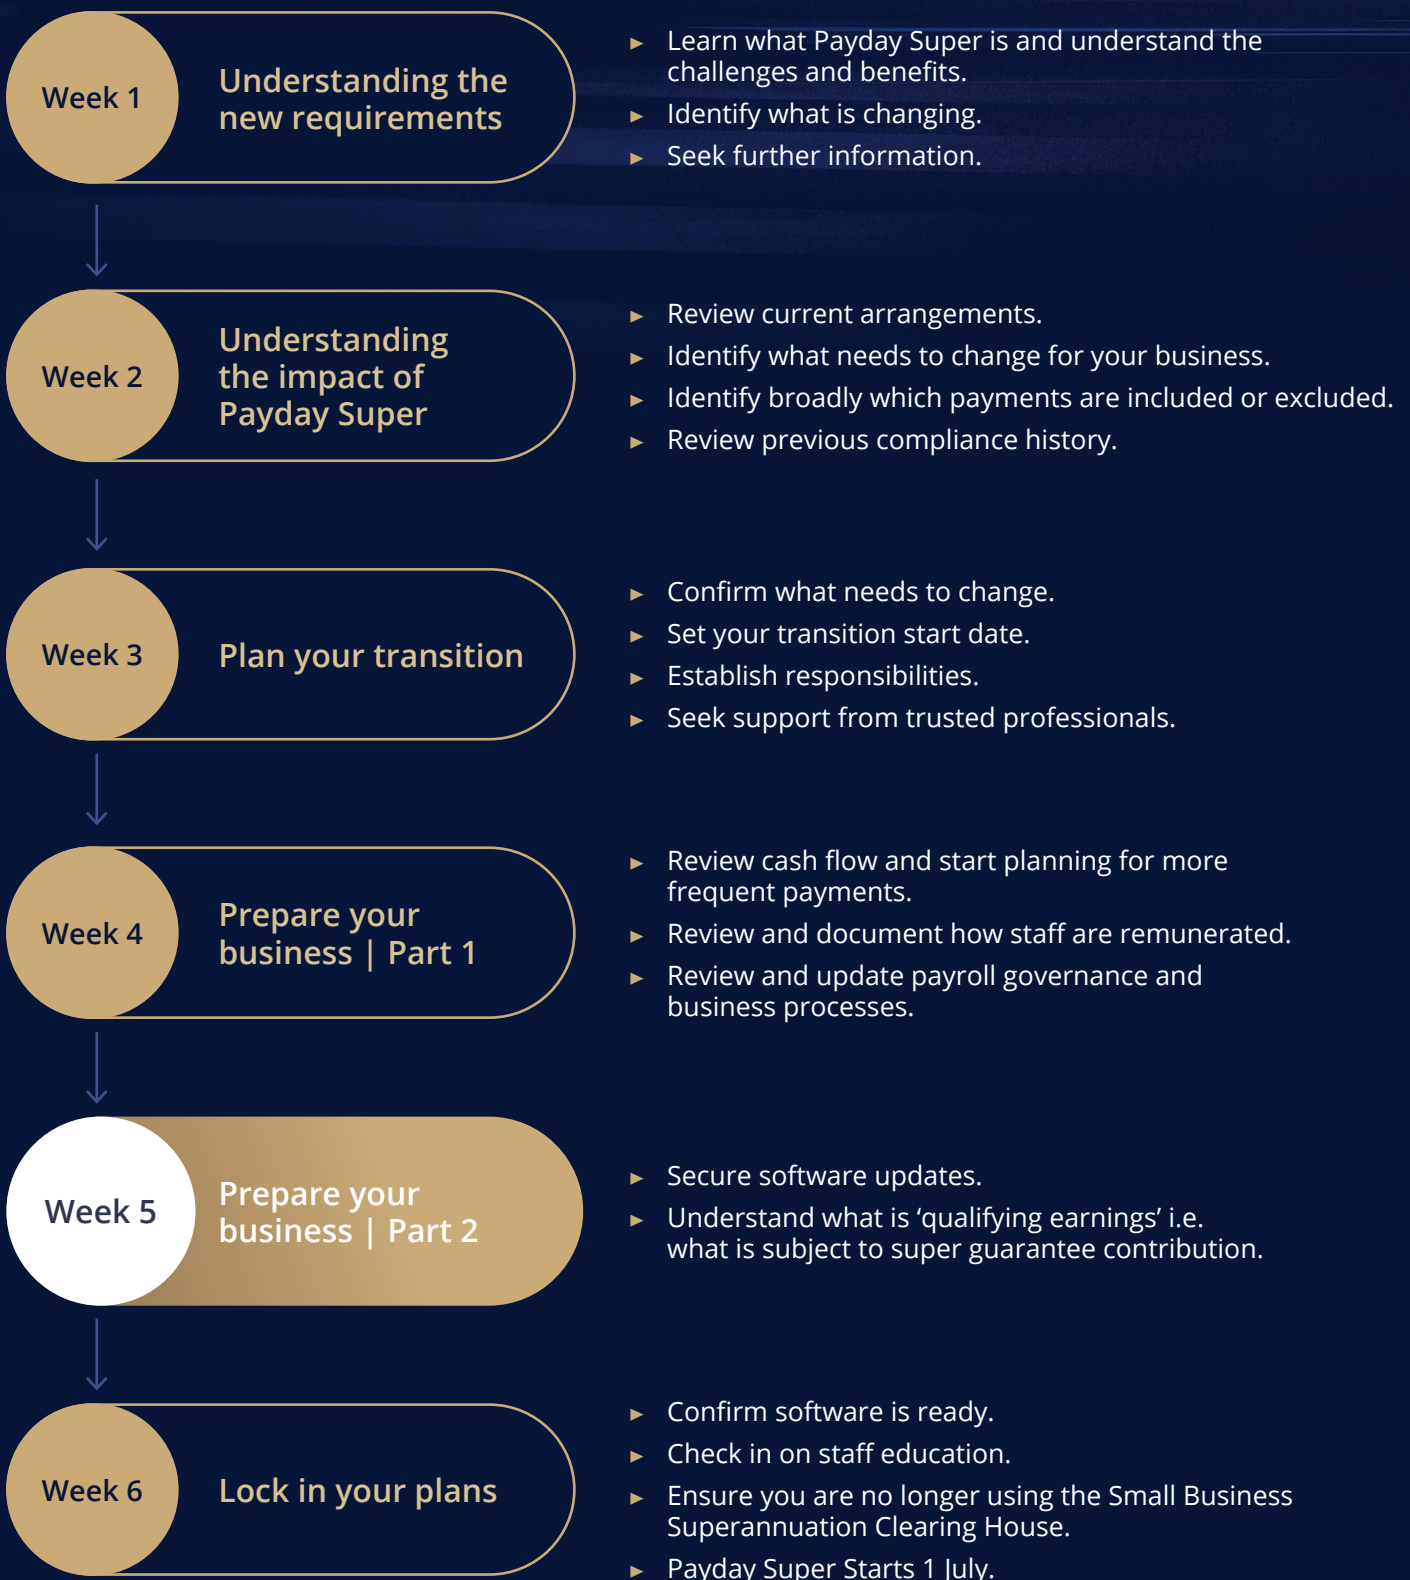 Week 1
Understanding the
new requirements
► Learn what Payday Super is and understand the
challenges and benefits.
► Identify what is changing.
► Seek further information.
Week 2
Understanding
the impact of
Payday Super
► Review current arrangements.
► Identify what needs to change for your business.
► Identify broadly which payments are included or excluded.
► Review previous compliance history.
Week 3
Plan your transition
► Confirm what needs to change.
► Set your transition start date.
► Establish responsibilities.
► Seek support from trusted professionals.
Week 4
Prepare your
business | Part 1
► Review cash flow and start planning for more
frequent payments.
► Review and document how staff are remunerated.
► Review and update payroll governance and
business processes.
Week 5
Prepare your
business | Part 2
► Secure software updates.
► Understand what is ‘qualifying earnings’ i.e.
what is subject to super guarantee contribution.
Week 6
Lock in your plans
► Confirm software is ready.
► Check in on staff education.
► Ensure you are no longer using the Small Business
Superannuation Clearing House.
► Payday Super Starts 1 July.